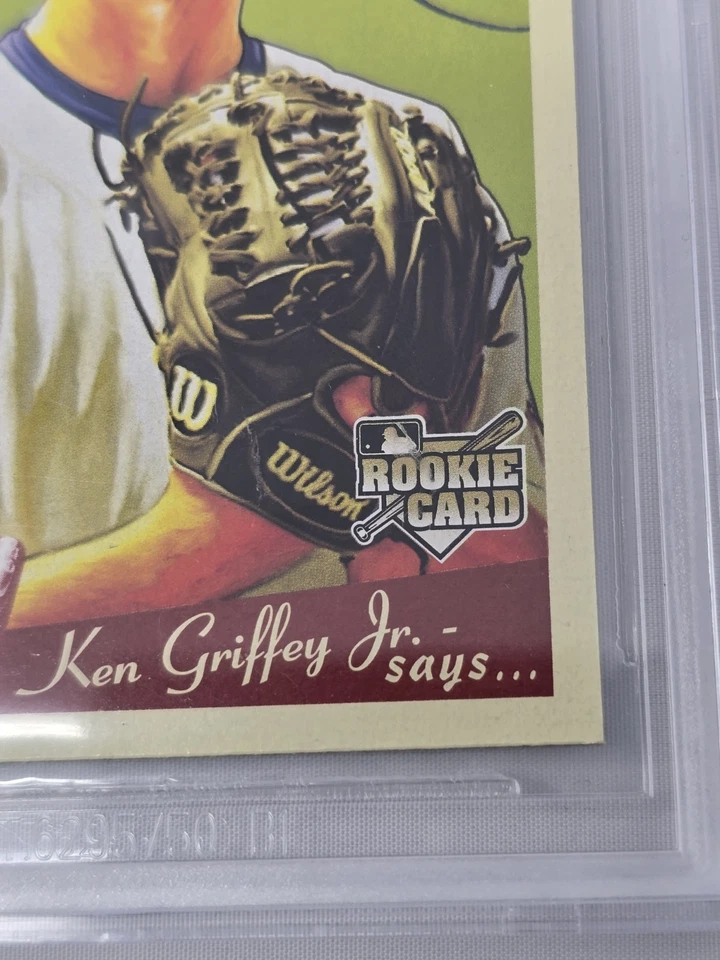 W
Wilson
ROOKIE
CARD
Ken Griffey Jr. -
says...